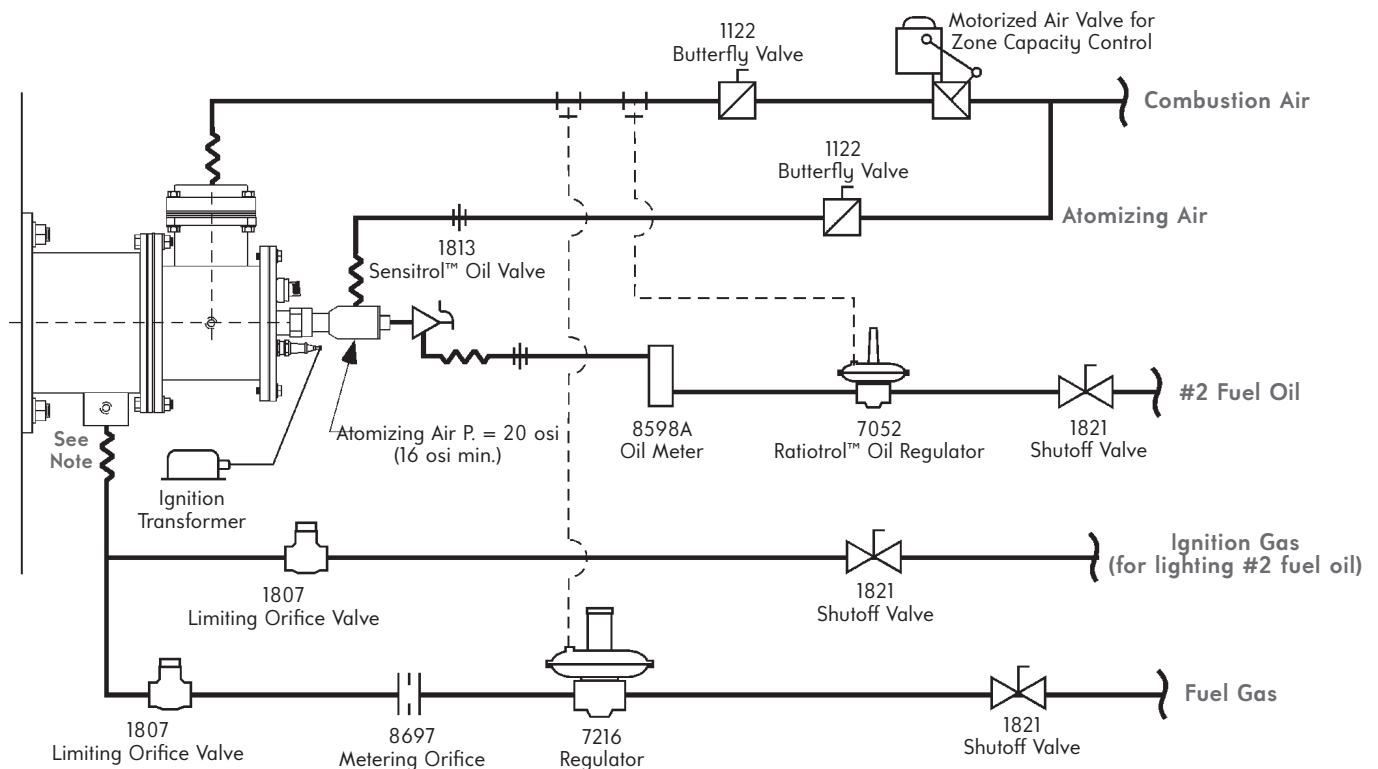 1122
Butterfly Valve
Motorized Air Valve for
Zone Capacity Control
Combustion Air
1122
Butterfly Valve
Atomizing Air
1813
Sensitrol™ Oil Valve
#2 Fuel Oil
See
Note
Atomizing Air P. = 20 osi
(16 osi min.)
8598A
Oil Meter
7052
Ratiotrol™ Oil Regulator
1821
Shutoff Valve
Ignition
Transformer
Ignition Gas
(for lighting #2 fuel oil)
1807
Limiting Orifice Valve
1821
Shutoff Valve
Fuel Gas
1807
Limiting Orifice Valve
8697
Metering Orifice
7216
Regulator
1821
Shutoff Valve